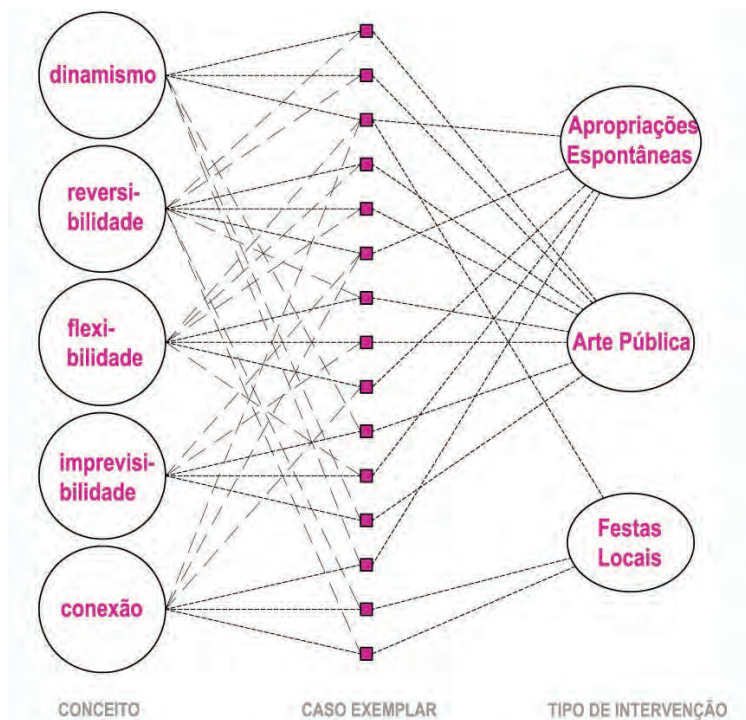 dinamismo
reversi-
bilidade
flexi-
bilidade
imprevisi-
bilidade
conexão
Apropriações
Espontâneas
Arte Pública
Festas
Locais
CONCEITO
CASO EXEMPLAR
TIPO DE INTERVENÇÃO